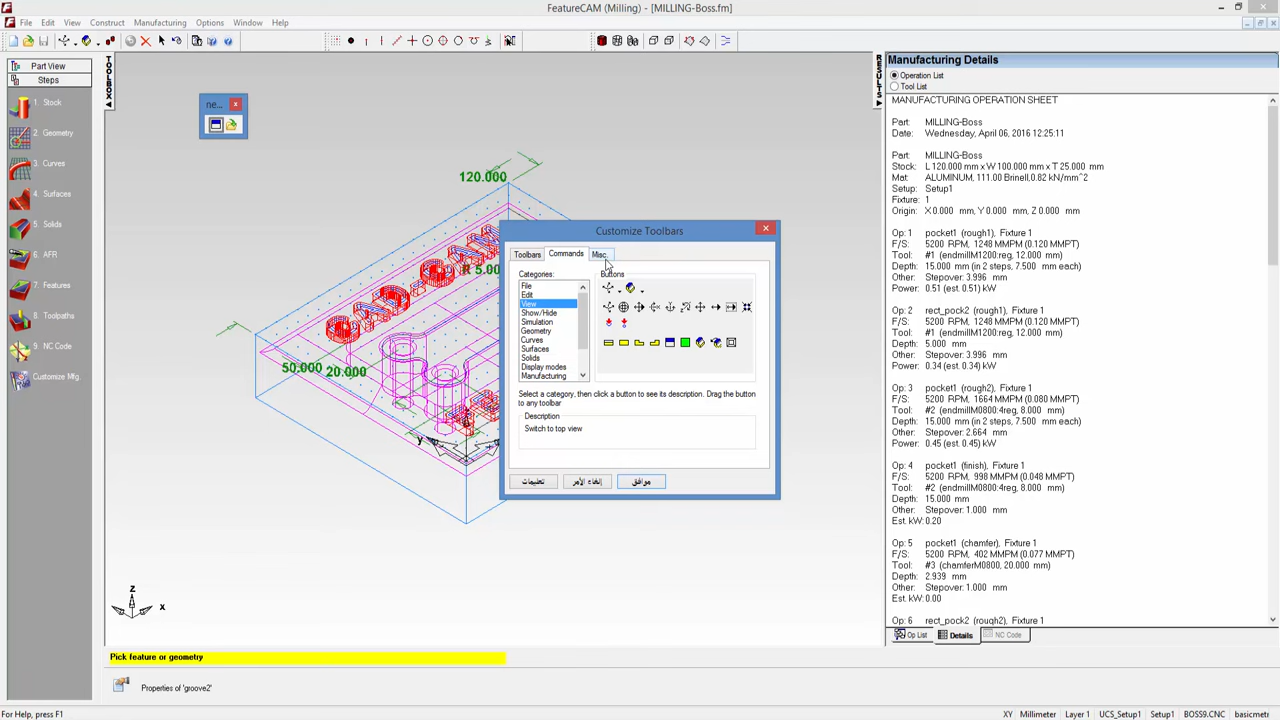 FeatureCAM (Milling) - [MILLING-Boss.fm]
File Edit View Construct Manufacturing Options Window Help
Part View
Steps
1. Stock
2. Geometry
3. Curves
4. Surfaces
5. Solids
6. AFR
7. Features
8. Toolpaths
9. NC Code
Customize Mfg.
TOOLBOX
ne...
120.000
R 5.00
50.000
20.000
y
Z
X
Customize Toolbars
Toolbars Commands Misc.
Categories:
File
Edit
View
Show/Hide
Simulation
Geometry
Curves
Surfaces
Solids
Display modes
Manufacturing
Buttons
Select a category, then click a button to see its description. Drag the button
to any toolbar
Description
Switch to top view
تعليمات إلغاء الأمر موافق
RESULTS
Manufacturing Details
Operation List
Tool List
MANUFACTURING OPERATION SHEET
Part: MILLING-Boss
Date: Wednesday, April 06, 2016 12:25:11
Part: MILLING-Boss
Stock: L 120.000 mm x W 100.000 mm x T 25.000 mm
Mat: ALUMINUM, 111.00 Brinell,0.82 kN/mm^2
Setup: Setup1
Fixture: 1
Origin: X 0.000 mm, Y 0.000 mm, Z 0.000 mm
Op: 1 pocket1 (rough1), Fixture 1
F/S: 5200 RPM, 1248 MMPM (0.120 MMPT)
Tool: #1 (endmillM1200:reg, 12.000 mm)
Depth: 15.000 mm (in 2 steps, 7.500 mm each)
Other: Stepover: 3.996 mm
Power: 0.51 (est. 0.51) kW
Op: 2 rect_pock2 (rough1), Fixture 1
F/S: 5200 RPM, 1248 MMPM (0.120 MMPT)
Tool: #1 (endmillM1200:reg, 12.000 mm)
Depth: 5.000 mm
Other: Stepover: 3.996 mm
Power: 0.34 (est. 0.34) kW
Op: 3 pocket1 (rough2), Fixture 1
F/S: 5200 RPM, 1664 MMPM (0.080 MMPT)
Tool: #2 (endmillM0800:4reg, 8.000 mm)
Depth: 15.000 mm (in 2 steps, 7.500 mm each)
Other: Stepover: 2.664 mm
Power: 0.45 (est. 0.45) kW
Op: 4 pocket1 (finish), Fixture 1
F/S: 5200 RPM, 998 MMPM (0.048 MMPT)
Tool: #2 (endmillM0800:4reg, 8.000 mm)
Depth: 15.000 mm
Other: Stepover: 1.000 mm
Est. kW: 0.20
Op: 5 pocket1 (chamfer), Fixture 1
F/S: 5200 RPM, 402 MMPM (0.077 MMPT)
Tool: #3 (chamferM0800, 20.000 mm)
Depth: 2.939 mm
Other: Stepover: 1.000 mm
Est. kW: 0.00
Op: 6 rect_pock2 (rough2), Fixture 1
Op List Details NC Code
Pick feature or geometry
Properties of 'groove2'
For Help, press F1
XY Millimeter Layer 1 UCS_Setup1 Setup1 BOSS9.CNC basicmetri